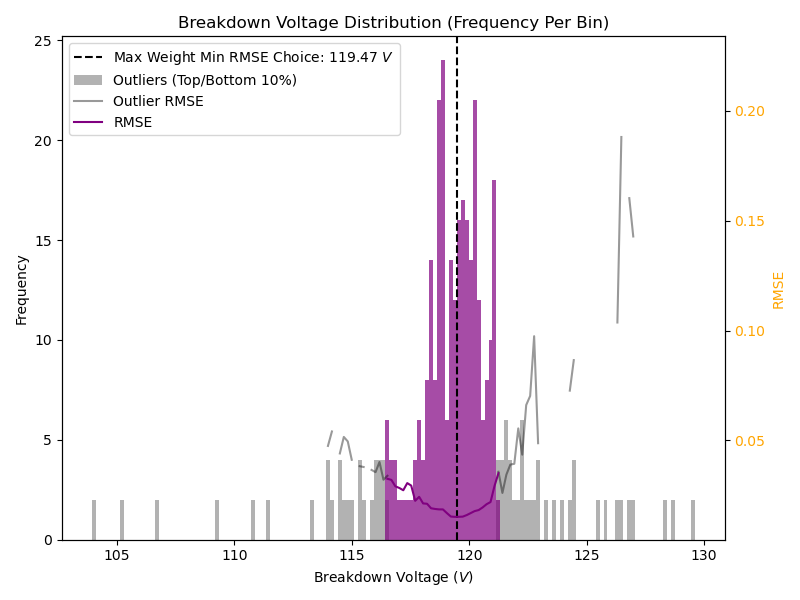 Breakdown Voltage Distribution (Frequency Per Bin)
Max Weight Min RMSE Choice: 119.47 V
Outliers (Top/Bottom 10%)
Outlier RMSE
RMSE
Frequency
25
20
15
10
5
0
0.20
0.15
0.10
0.05
RMSE
105 110 115 120 125 130
Breakdown Voltage (V)